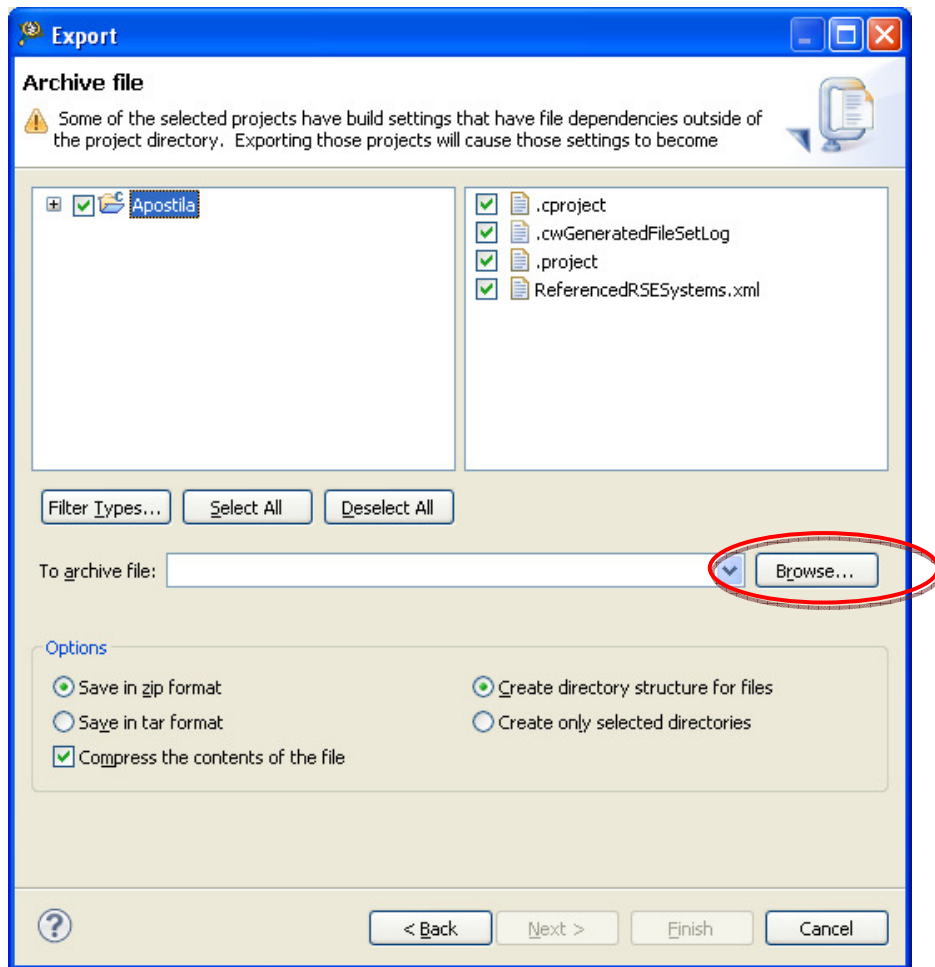 Export
Archive file
Some of the selected projects have build settings that have file dependencies outside of
the project directory. Exporting those projects will cause those settings to become
Apostila
.cproject
.cwGeneratedFileSetLog
.project
ReferencedRSESystems.xml
Filter Types...
Select All
Deselect All
To archive file:
Browse...
Options
Save in zip format
Create directory structure for files
Save in tar format
Create only selected directories
Compress the contents of the file
?
< Back
Next >
Finish
Cancel